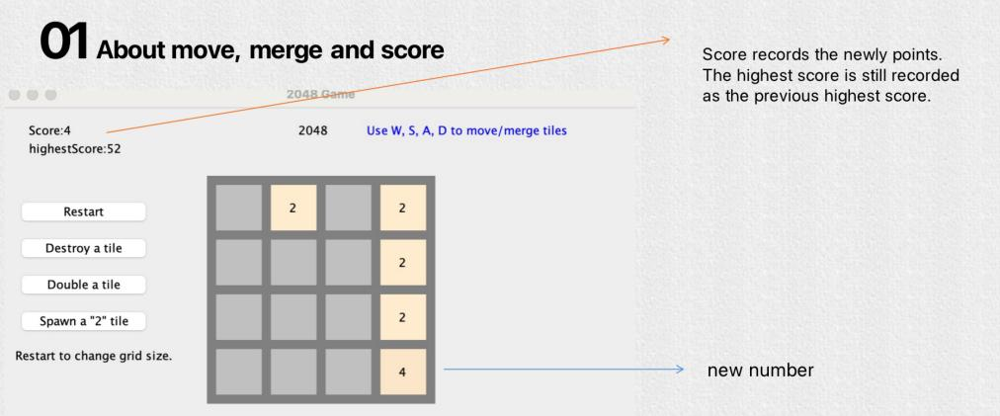 01 About move, merge and score
Score records the newly points.
The highest score is still recorded
as the previous highest score.
2048 Game
Score:4
2048
Use W, S, A, D to move/merge tiles
highestScore:52
Restart
Destroy a tile
Double a tile
Spawn a "2" tile
Restart to change grid size.
2 2
2
2
4
new number